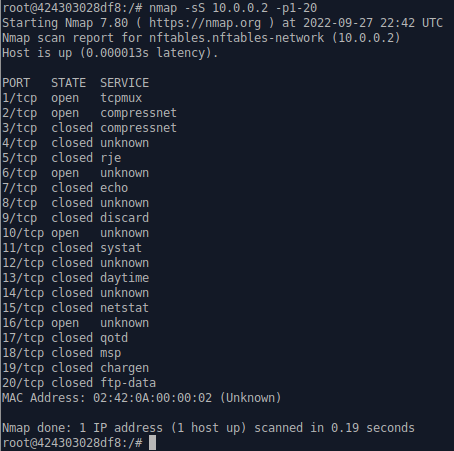 root@424303028df8:/# nmap -sS 10.0.0.2 -p1-20
Starting Nmap 7.80 ( https://nmap.org ) at 2022-09-27 22:42 UTC
Nmap scan report for nftables.nftables-network (10.0.0.2)
Host is up (0.000013s latency).

PORT   STATE  SERVICE
1/tcp  open   tcpmux
2/tcp  open   compressnet
3/tcp  closed compressnet
4/tcp  closed unknown
5/tcp  closed rje
6/tcp  open   unknown
7/tcp  closed echo
8/tcp  closed unknown
9/tcp  closed discard
10/tcp open   unknown
11/tcp closed systat
12/tcp closed unknown
13/tcp closed daytime
14/tcp closed unknown
15/tcp closed netstat
16/tcp open   unknown
17/tcp closed qotd
18/tcp closed msp
19/tcp closed chargen
20/tcp closed ftp-data
MAC Address: 02:42:0A:00:00:02 (Unknown)

Nmap done: 1 IP address (1 host up) scanned in 0.19 seconds
root@424303028df8:/#